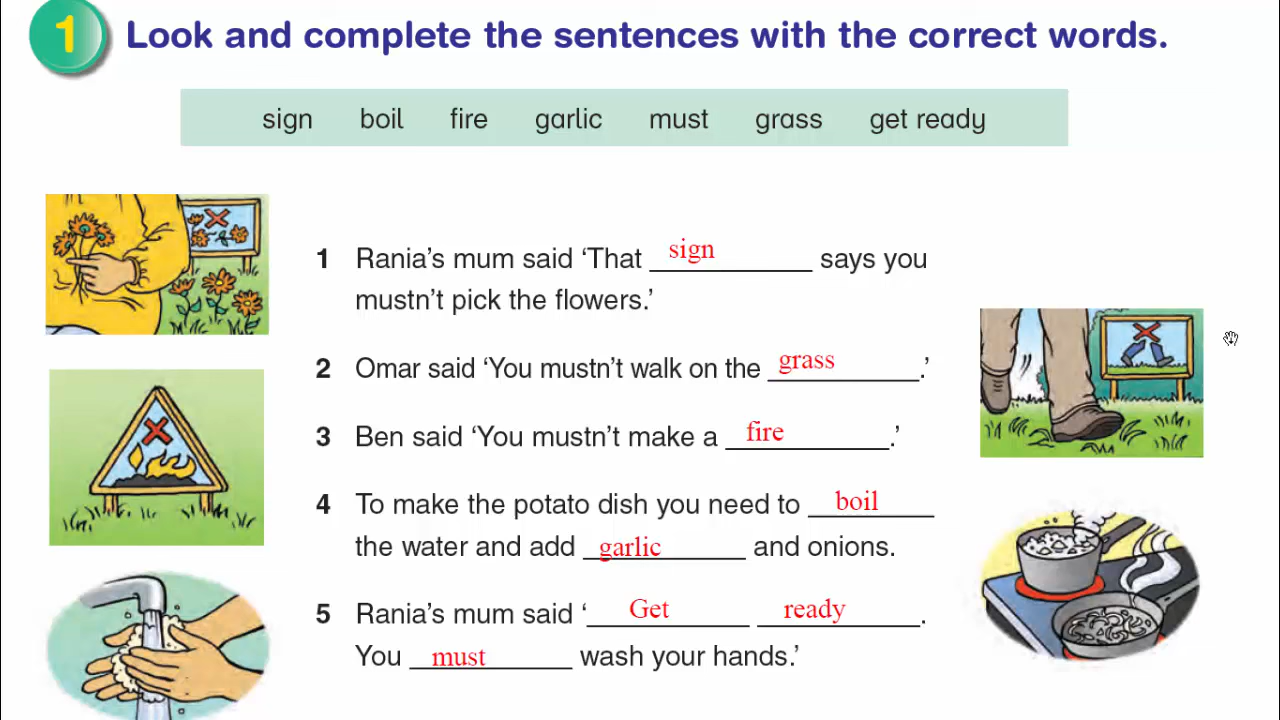 1 Look and complete the sentences with the correct words.
sign boil fire garlic must grass get ready
1 Rania's mum said ‘That sign says you
mustn't pick the flowers.’
2 Omar said ‘You mustn't walk on the grass.’
3 Ben said ‘You mustn't make a fire.’
4 To make the potato dish you need to boil
the water and add garlic and onions.
5 Rania's mum said ‘Get ready.
You must wash your hands.’